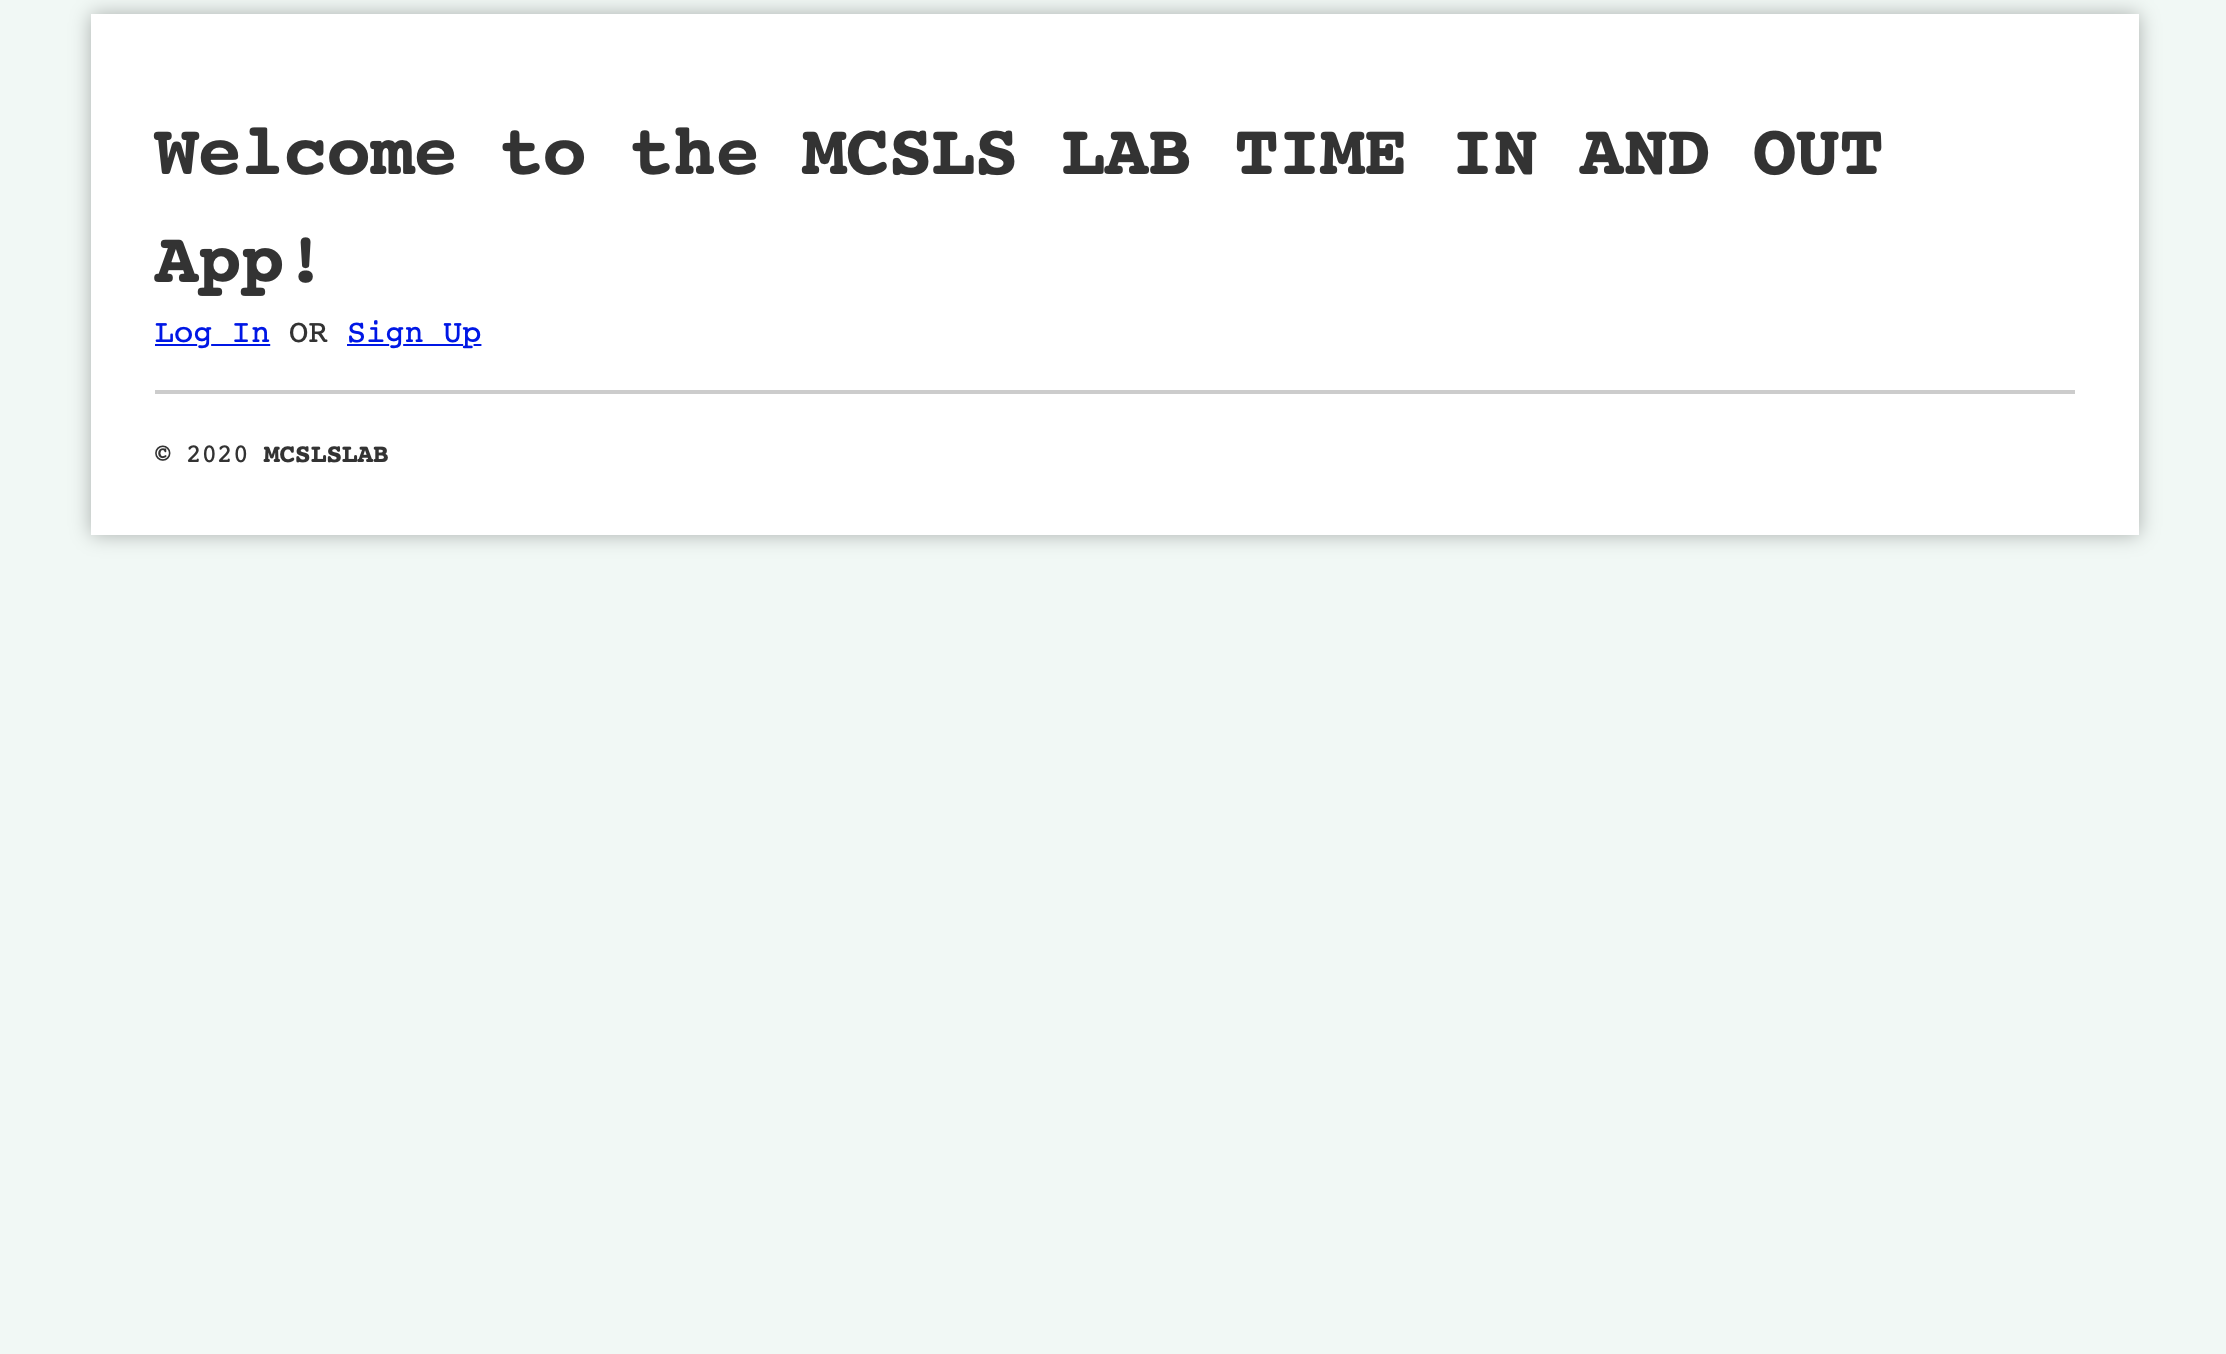 Welcome to the MCSLS LAB TIME IN AND OUT
App!
Log In OR Sign Up
© 2020 MCSLSLAB